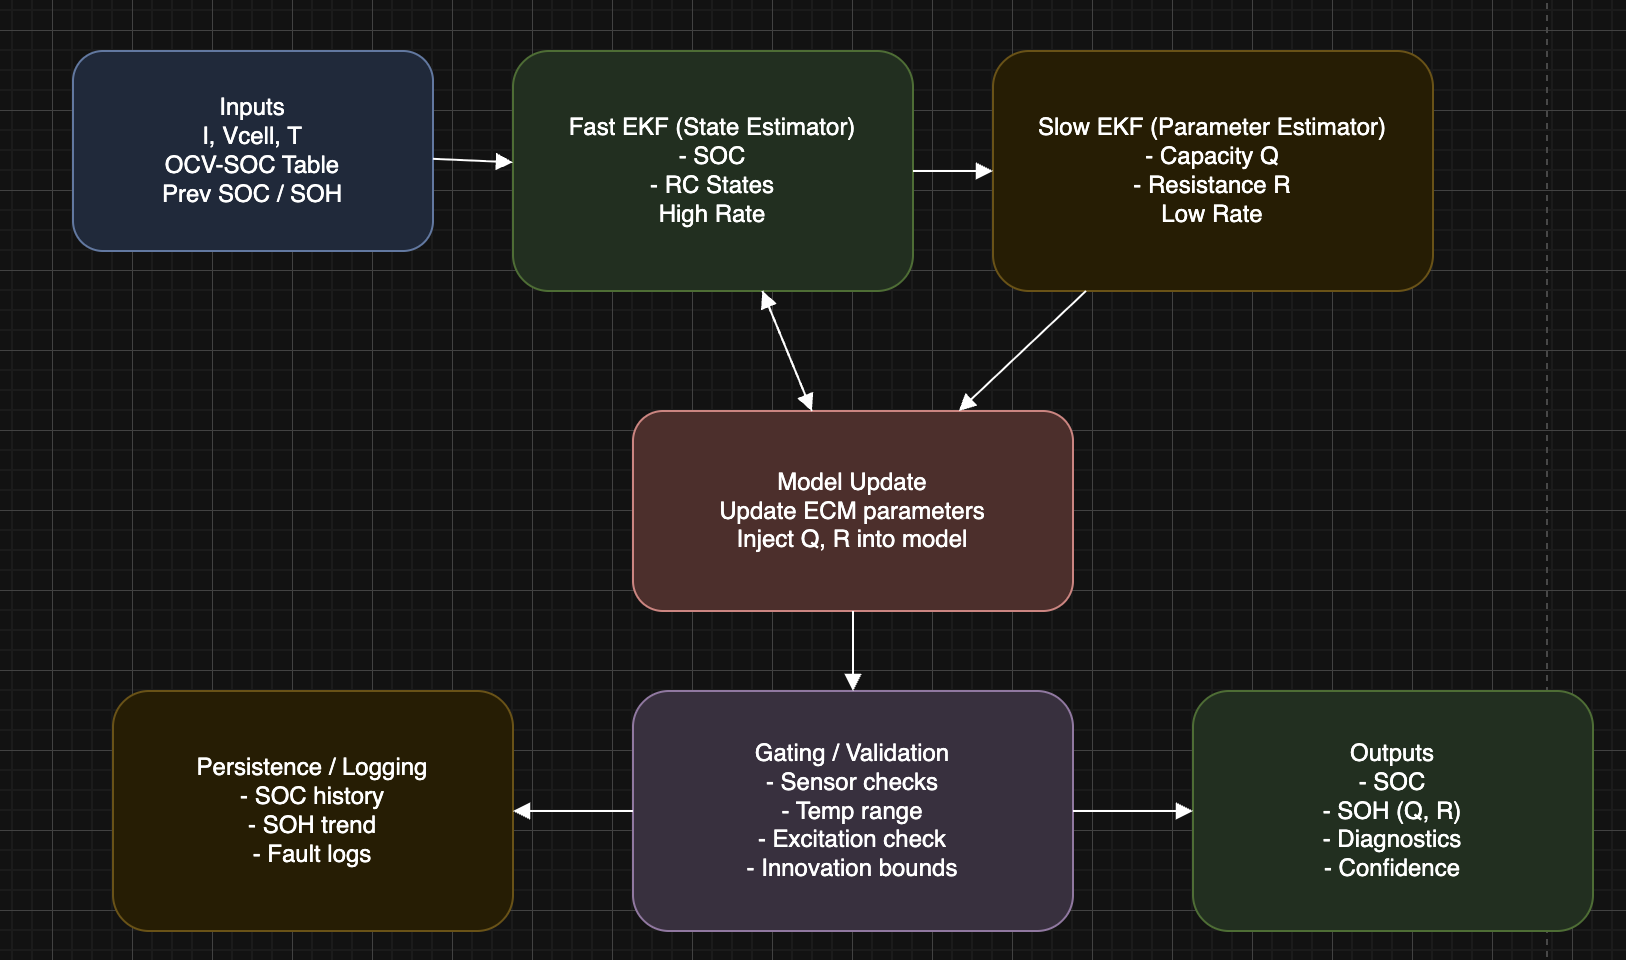 Inputs
I, Vcell, T
OCV-SOC Table
Prev SOC / SOH
Fast EKF (State Estimator)
- SOC
- RC States
High Rate
Slow EKF (Parameter Estimator)
- Capacity Q
- Resistance R
Low Rate
Model Update
Update ECM parameters
Inject Q, R into model
Persistence / Logging
- SOC history
- SOH trend
- Fault logs
Gating / Validation
- Sensor checks
- Temp range
- Excitation check
- Innovation bounds
Outputs
- SOC
- SOH (Q, R)
- Diagnostics
- Confidence